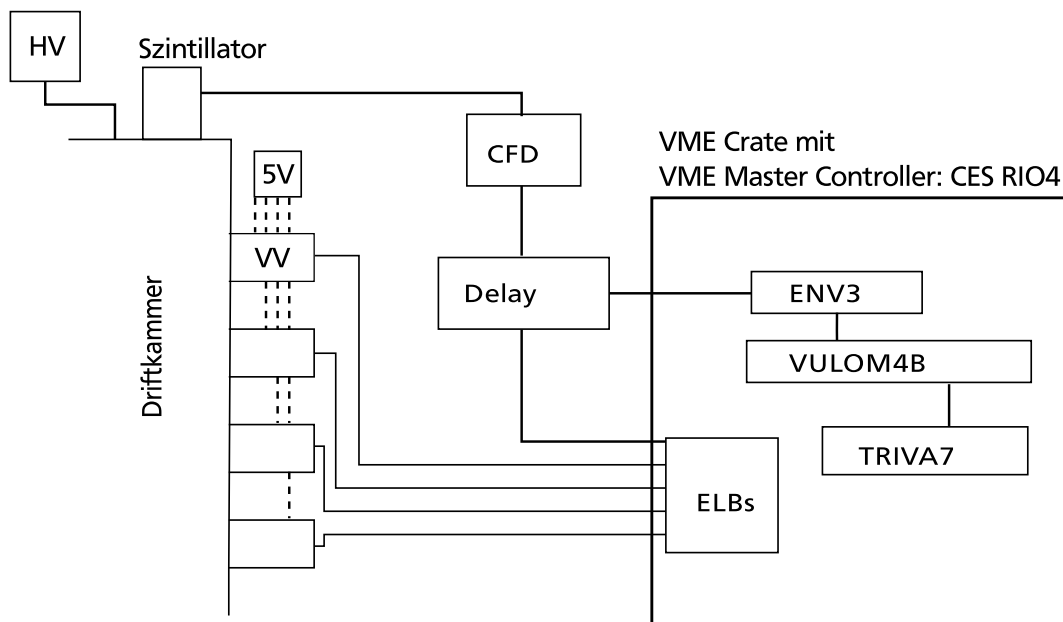 HV
Szintillator
5V
VV
Driftkammer
CFD
Delay
VME Crate mit
VME Master Controller: CES RIO4
ENV3
VULOM4B
TRIVA7
ELBs